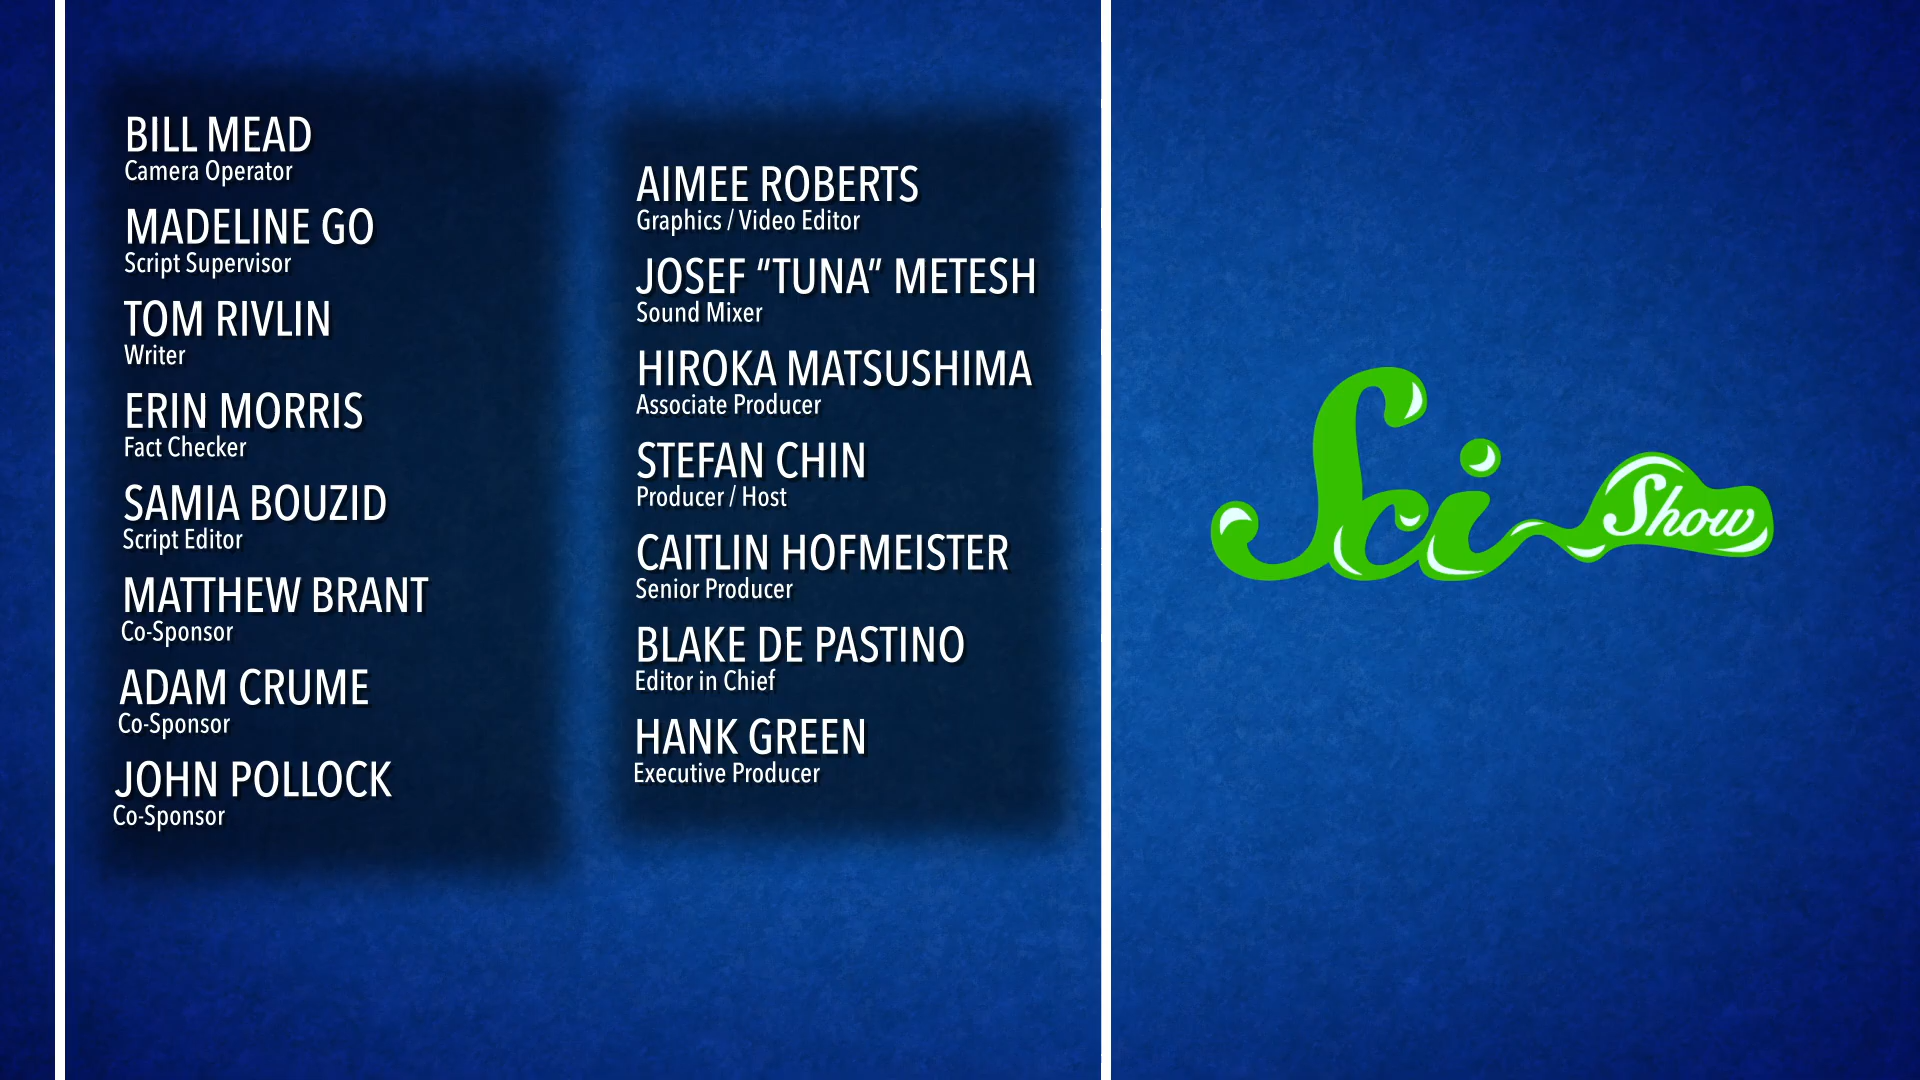 BILL MEAD
Camera Operator
MADELINE GO
Script Supervisor
TOM RIVLIN
Writer
ERIN MORRIS
Fact Checker
SAMIA BOUZID
Script Editor
MATTHEW BRANT
Co-Sponsor
ADAM CRUME
Co-Sponsor
JOHN POLLOCK
Co-Sponsor
AIMEE ROBERTS
Graphics / Video Editor
JOSEF “TUNA” METESH
Sound Mixer
HIROKA MATSUSHIMA
Associate Producer
STEFAN CHIN
Producer / Host
CAITLIN HOFMEISTER
Senior Producer
BLAKE DE PASTINO
Editor in Chief
HANK GREEN
Executive Producer
Sci Show